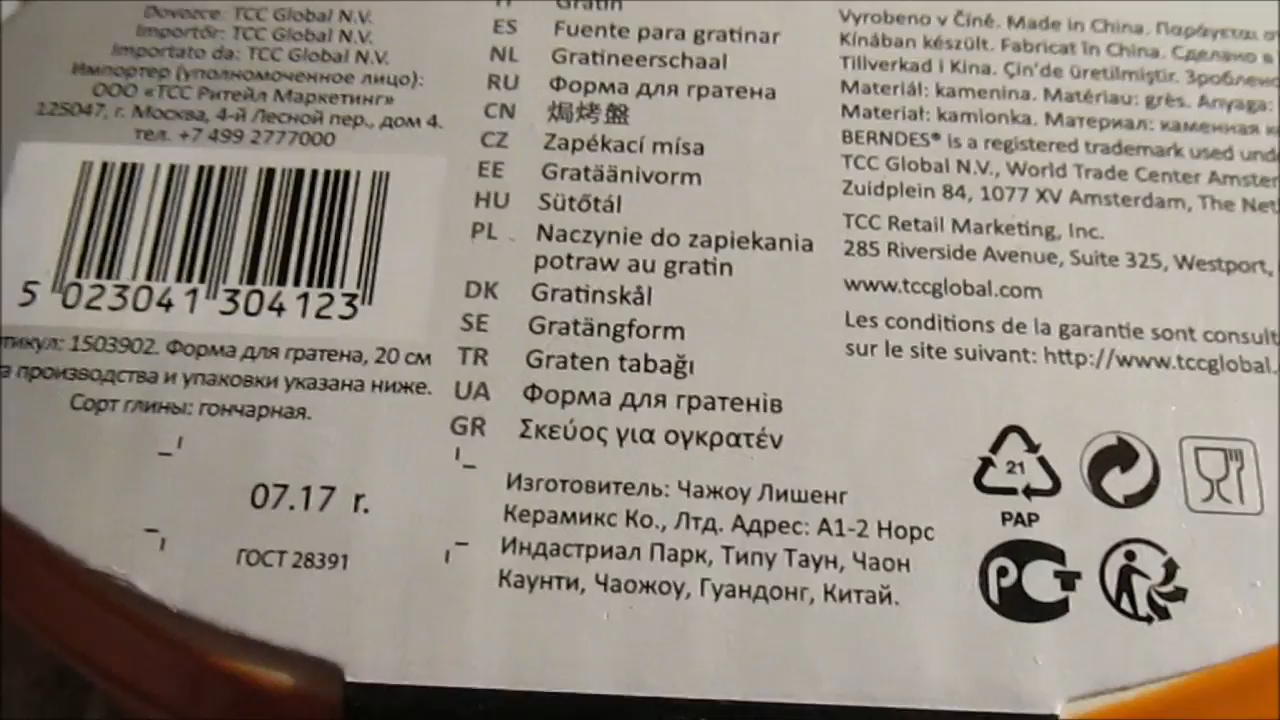 Dovozce: TCC Global N.V.
Importőr: TCC Global N.V.
Importato da: TCC Global N.V.
Импортер (уполномоченное лицо):
ООО «ТСС Ритейл Маркетинг»
125047, г. Москва, 4-й Лесной пер., дом 4.
тел. +7 499 2777000
5 023041 304123
1503902. Форма для гратена, 20 см
производства и упаковки указана ниже.
Сорт глины: гончарная.
07.17 г.
ГОСТ 28391
IT Gratin
ES Fuente para gratinar
NL Gratineerschaal
RU Форма для гратена
CN 焗烤盤
CZ Zapékací mísa
EE Gratäänivorm
HU Sütőtál
PL Naczynie do zapiekania
potraw au gratin
DK Gratinskål
SE Gratängform
TR Graten tabağı
UA Форма для гратенів
GR Σκεύος για ογκρατέν
Изготовитель: Чажоу Лишенг
Керамикс Ко., Лтд. Адрес: А1-2 Норс
Индастриал Парк, Типу Таун, Чаон
Каунти, Чаожоу, Гуандонг, Китай.
Vyrobeno v Číně. Made in China.
Kínában készült. Fabricat în China. Сделано в
Tillverkad i Kina. Çin'de üretilmiştir.
Materiál: kamenina. Matériau: grès. Anyaga:
Materiał: kamionka. Материал: каменная
BERNDES® is a registered trademark used
TCC Global N.V., World Trade Center
Zuidplein 84, 1077 XV Amsterdam, The
TCC Retail Marketing, Inc.
285 Riverside Avenue, Suite 325, Westport,
www.tccglobal.com
Les conditions de la garantie sont
sur le site suivant: http://www.tccglobal.
21
PAP
РСТ